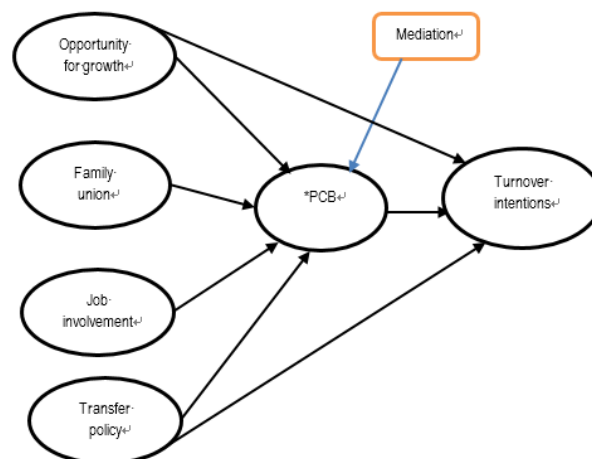 Opportunity
for growth
Mediation
Family
union
*PCB
Turnover
intentions
Job
involvement
Transfer
policy